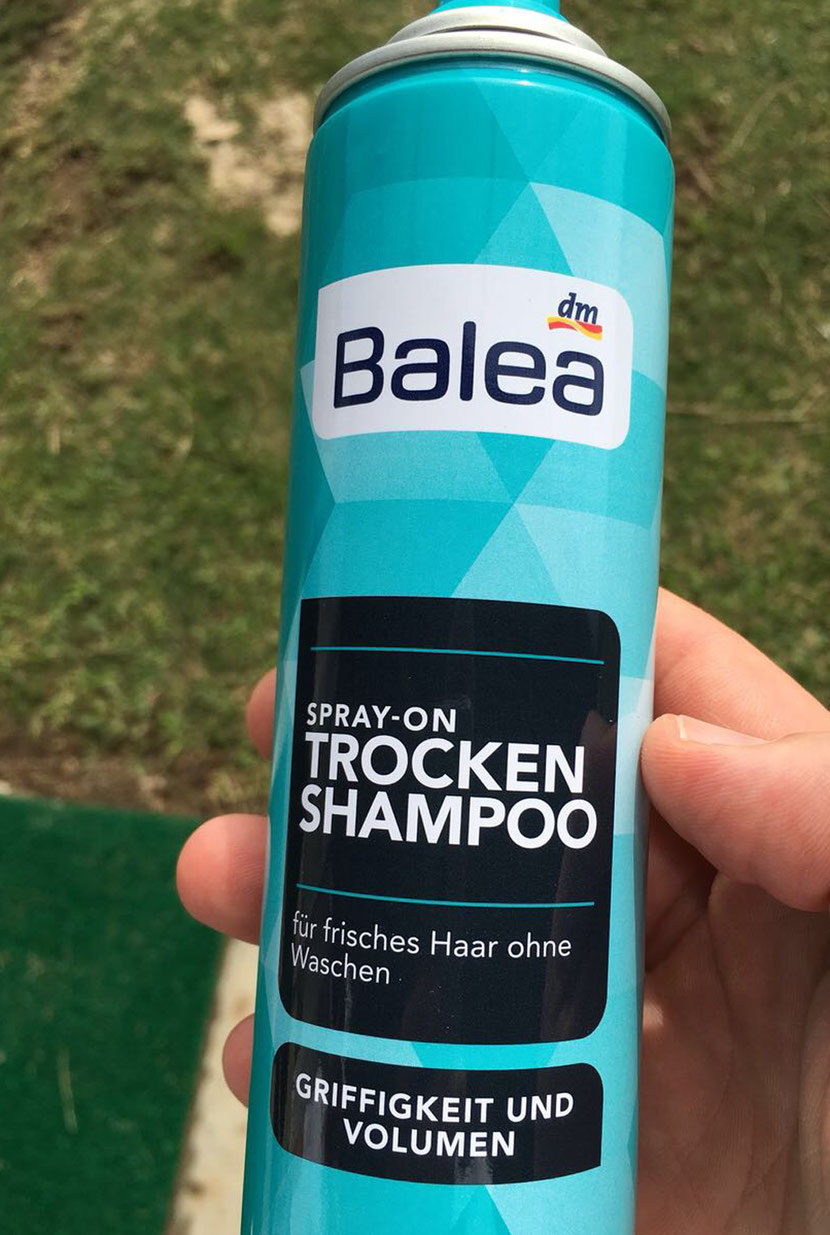 dm
Balea
SPRAY-ON
TROCKEN
SHAMPOO
für frisches Haar ohne
Waschen
GRIFFIGKEIT UND
VOLUMEN